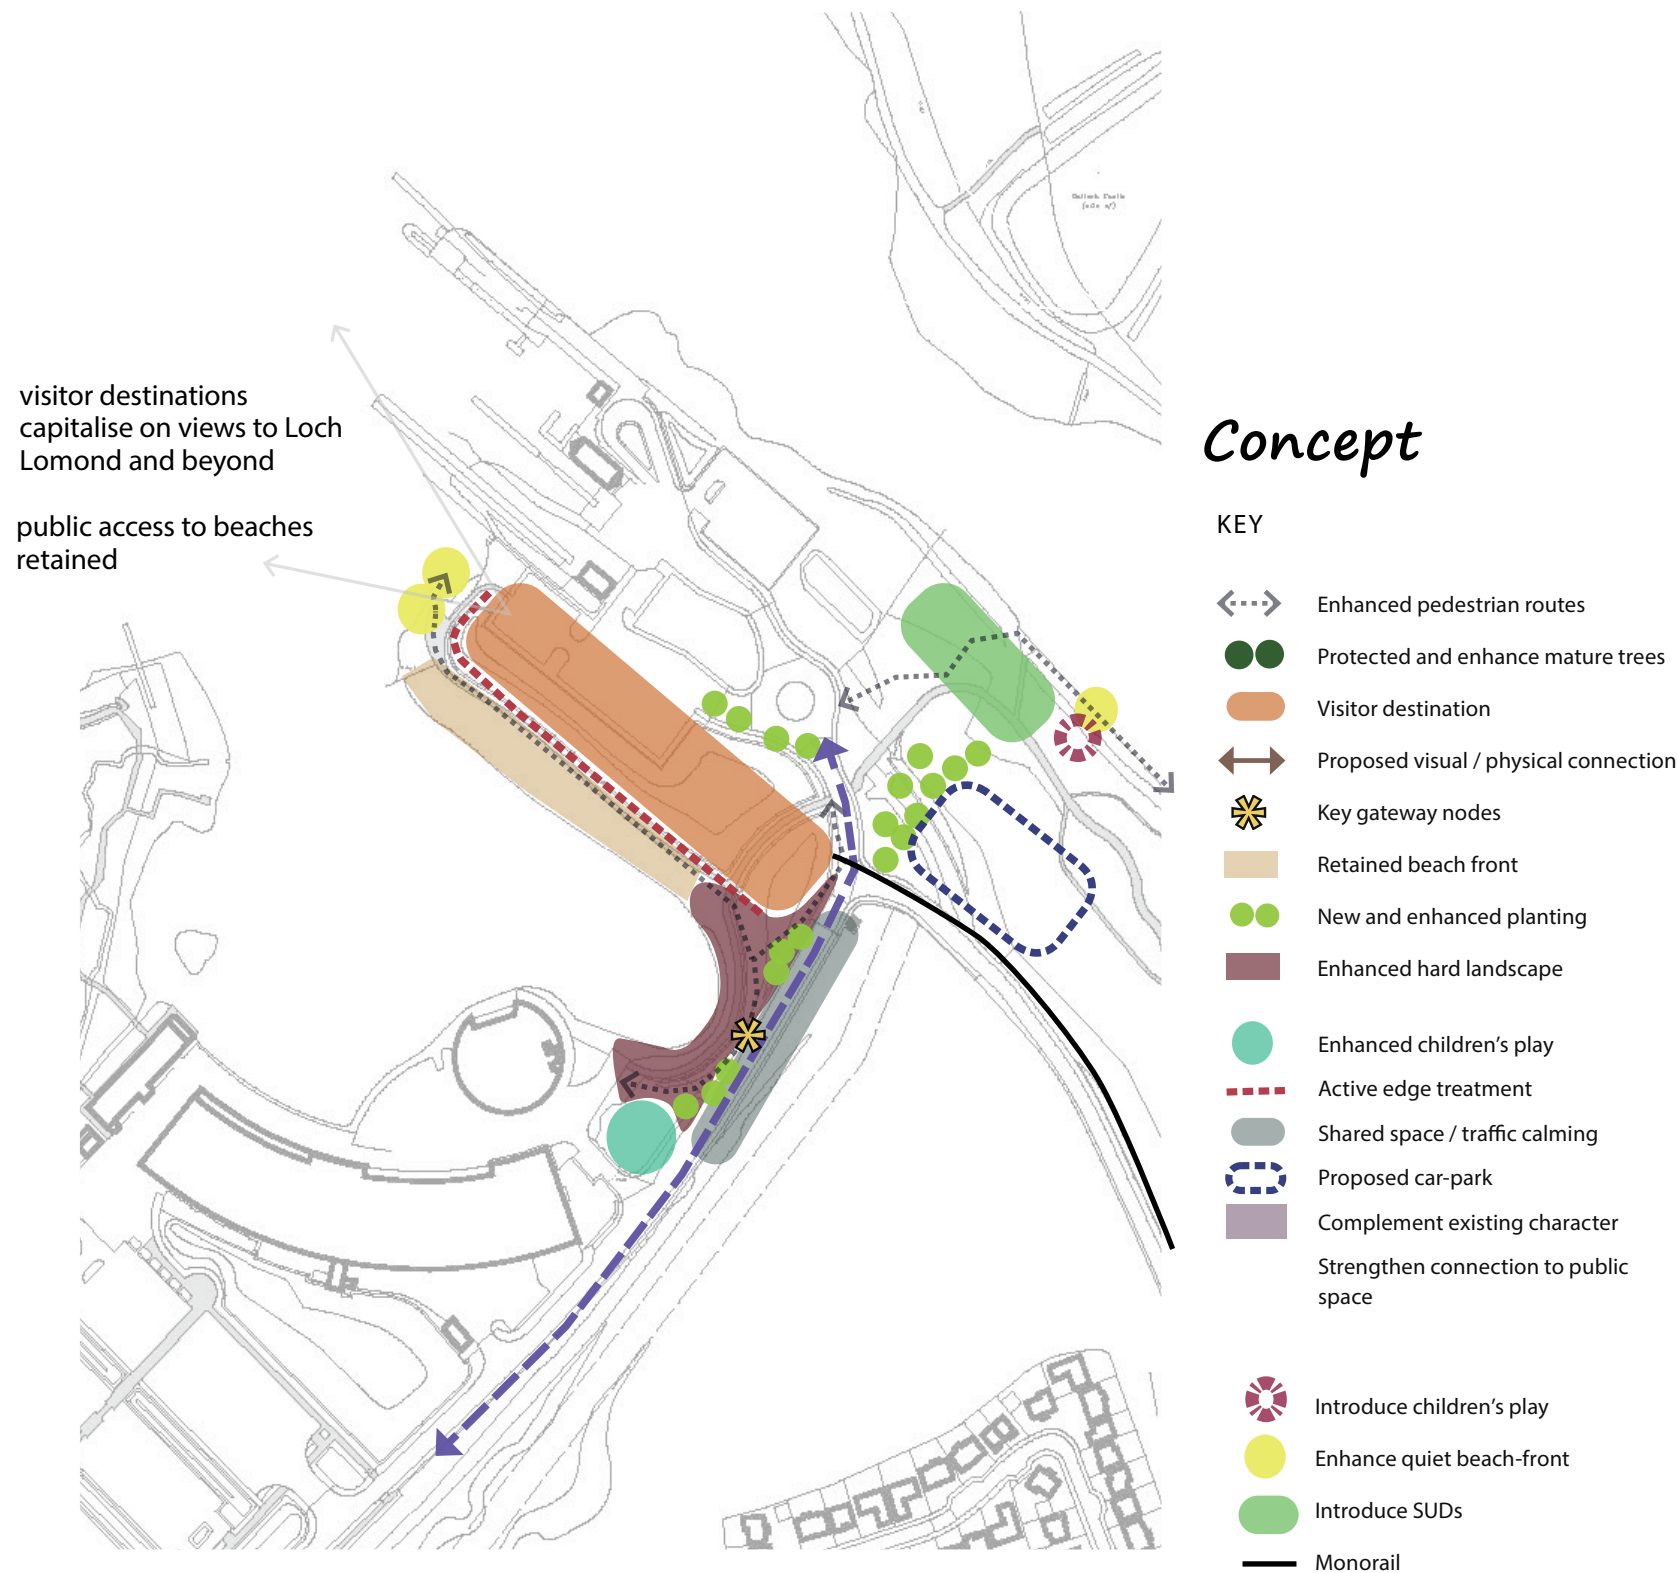 visitor destinations
capitalise on views to Loch
Lomond and beyond
public access to beaches
retained
Concept
KEY
Enhanced pedestrian routes
Protected and enhance mature trees
Visitor destination
Proposed visual / physical connection
Key gateway nodes
Retained beach front
New and enhanced planting
Enhanced hard landscape
Enhanced children's play
Active edge treatment
Shared space / traffic calming
Proposed car-park
Complement existing character
Strengthen connection to public
space
Introduce children's play
Enhance quiet beach-front
Introduce SUDs
Monorail